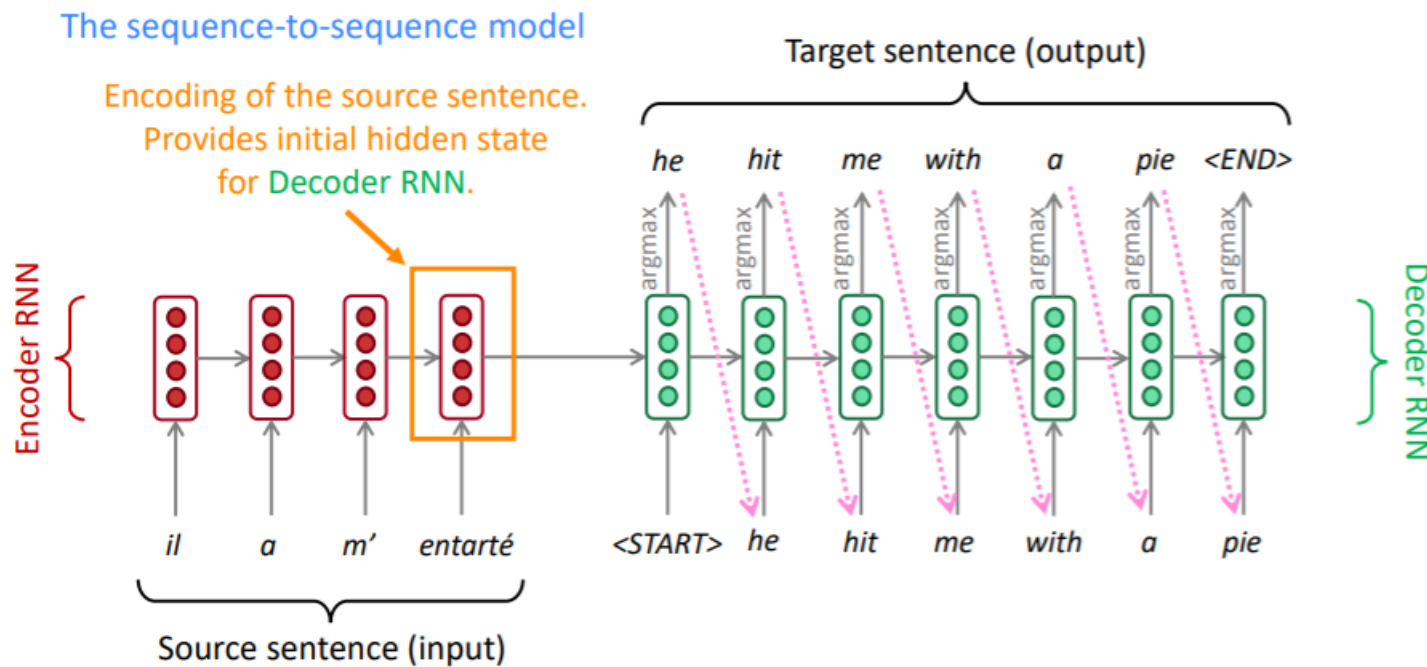 The sequence-to-sequence model
Target sentence (output)
Encoding of the source sentence.
Provides initial hidden state
for Decoder RNN.
he hit me with a pie <END>
argmax argmax argmax argmax argmax argmax argmax
Encoder RNN
Decoder RNN
il a m’ entarté
<START> he hit me with a pie
Source sentence (input)